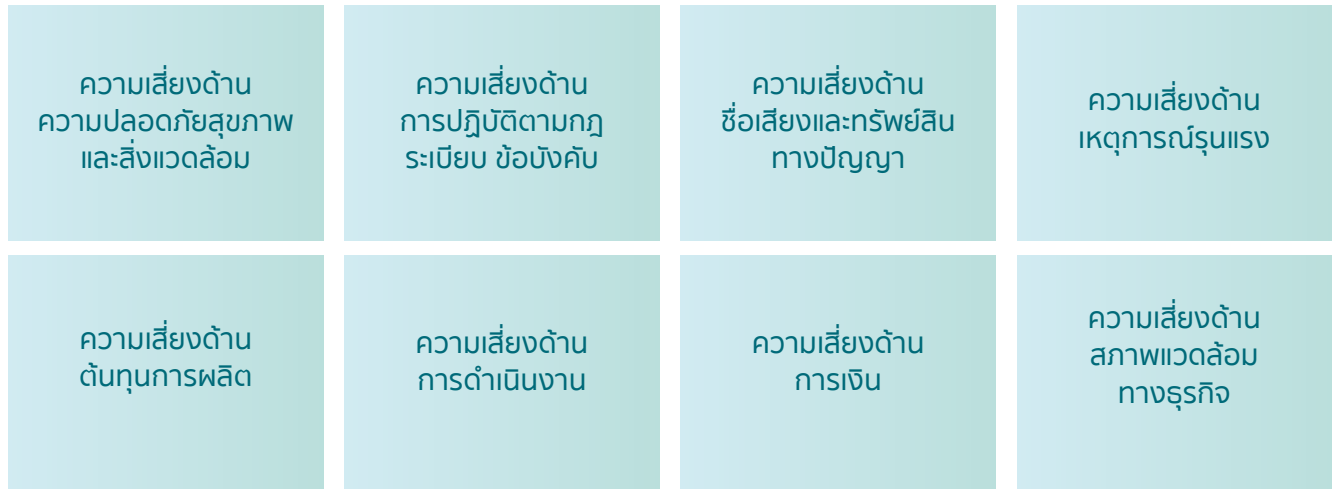 ความเสี่ยงด้าน
ความปลอดภัยสุขภาพ
และสิ่งแวดล้อม
ความเสี่ยงด้าน
การปฏิบัติตามกฎ
ระเบียบ ข้อบังคับ
ความเสี่ยงด้าน
ชื่อเสียงและทรัพย์สิน
ทางปัญญา
ความเสี่ยงด้าน
เหตุการณ์รุนแรง
ความเสี่ยงด้าน
ต้นทุนการผลิต
ความเสี่ยงด้าน
การดำเนินงาน
ความเสี่ยงด้าน
การเงิน
ความเสี่ยงด้าน
สภาพแวดล้อม
ทางธุรกิจ